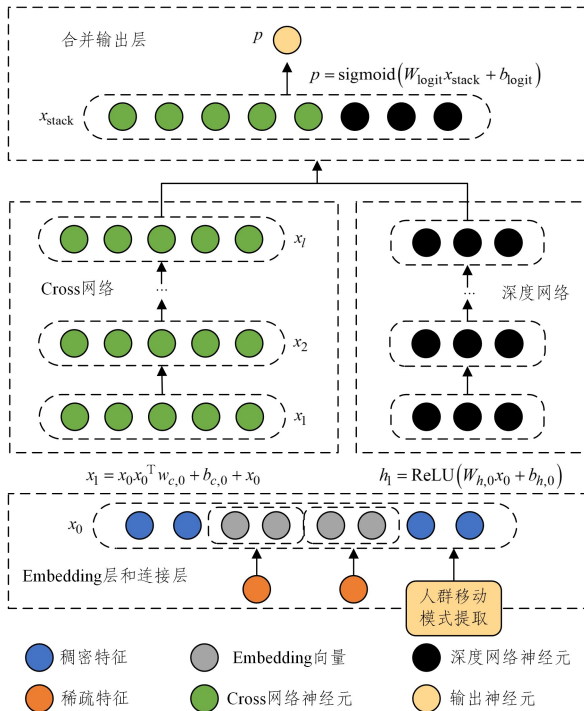 合并输出层
p
p = sigmoid(W_logit x_stack + b_logit)
x_stack
x_l
Cross网络
...
...
深度网络
x_2
x_1
x_1 = x_0 x_0^T w_{c,0} + b_{c,0} + x_0
h_1 = ReLU(W_{h,0} x_0 + b_{h,0})
x_0
Embedding层和连接层
人群移动
模式提取
稠密特征
Embedding向量
深度网络神经元
稀疏特征
Cross网络神经元
输出神经元